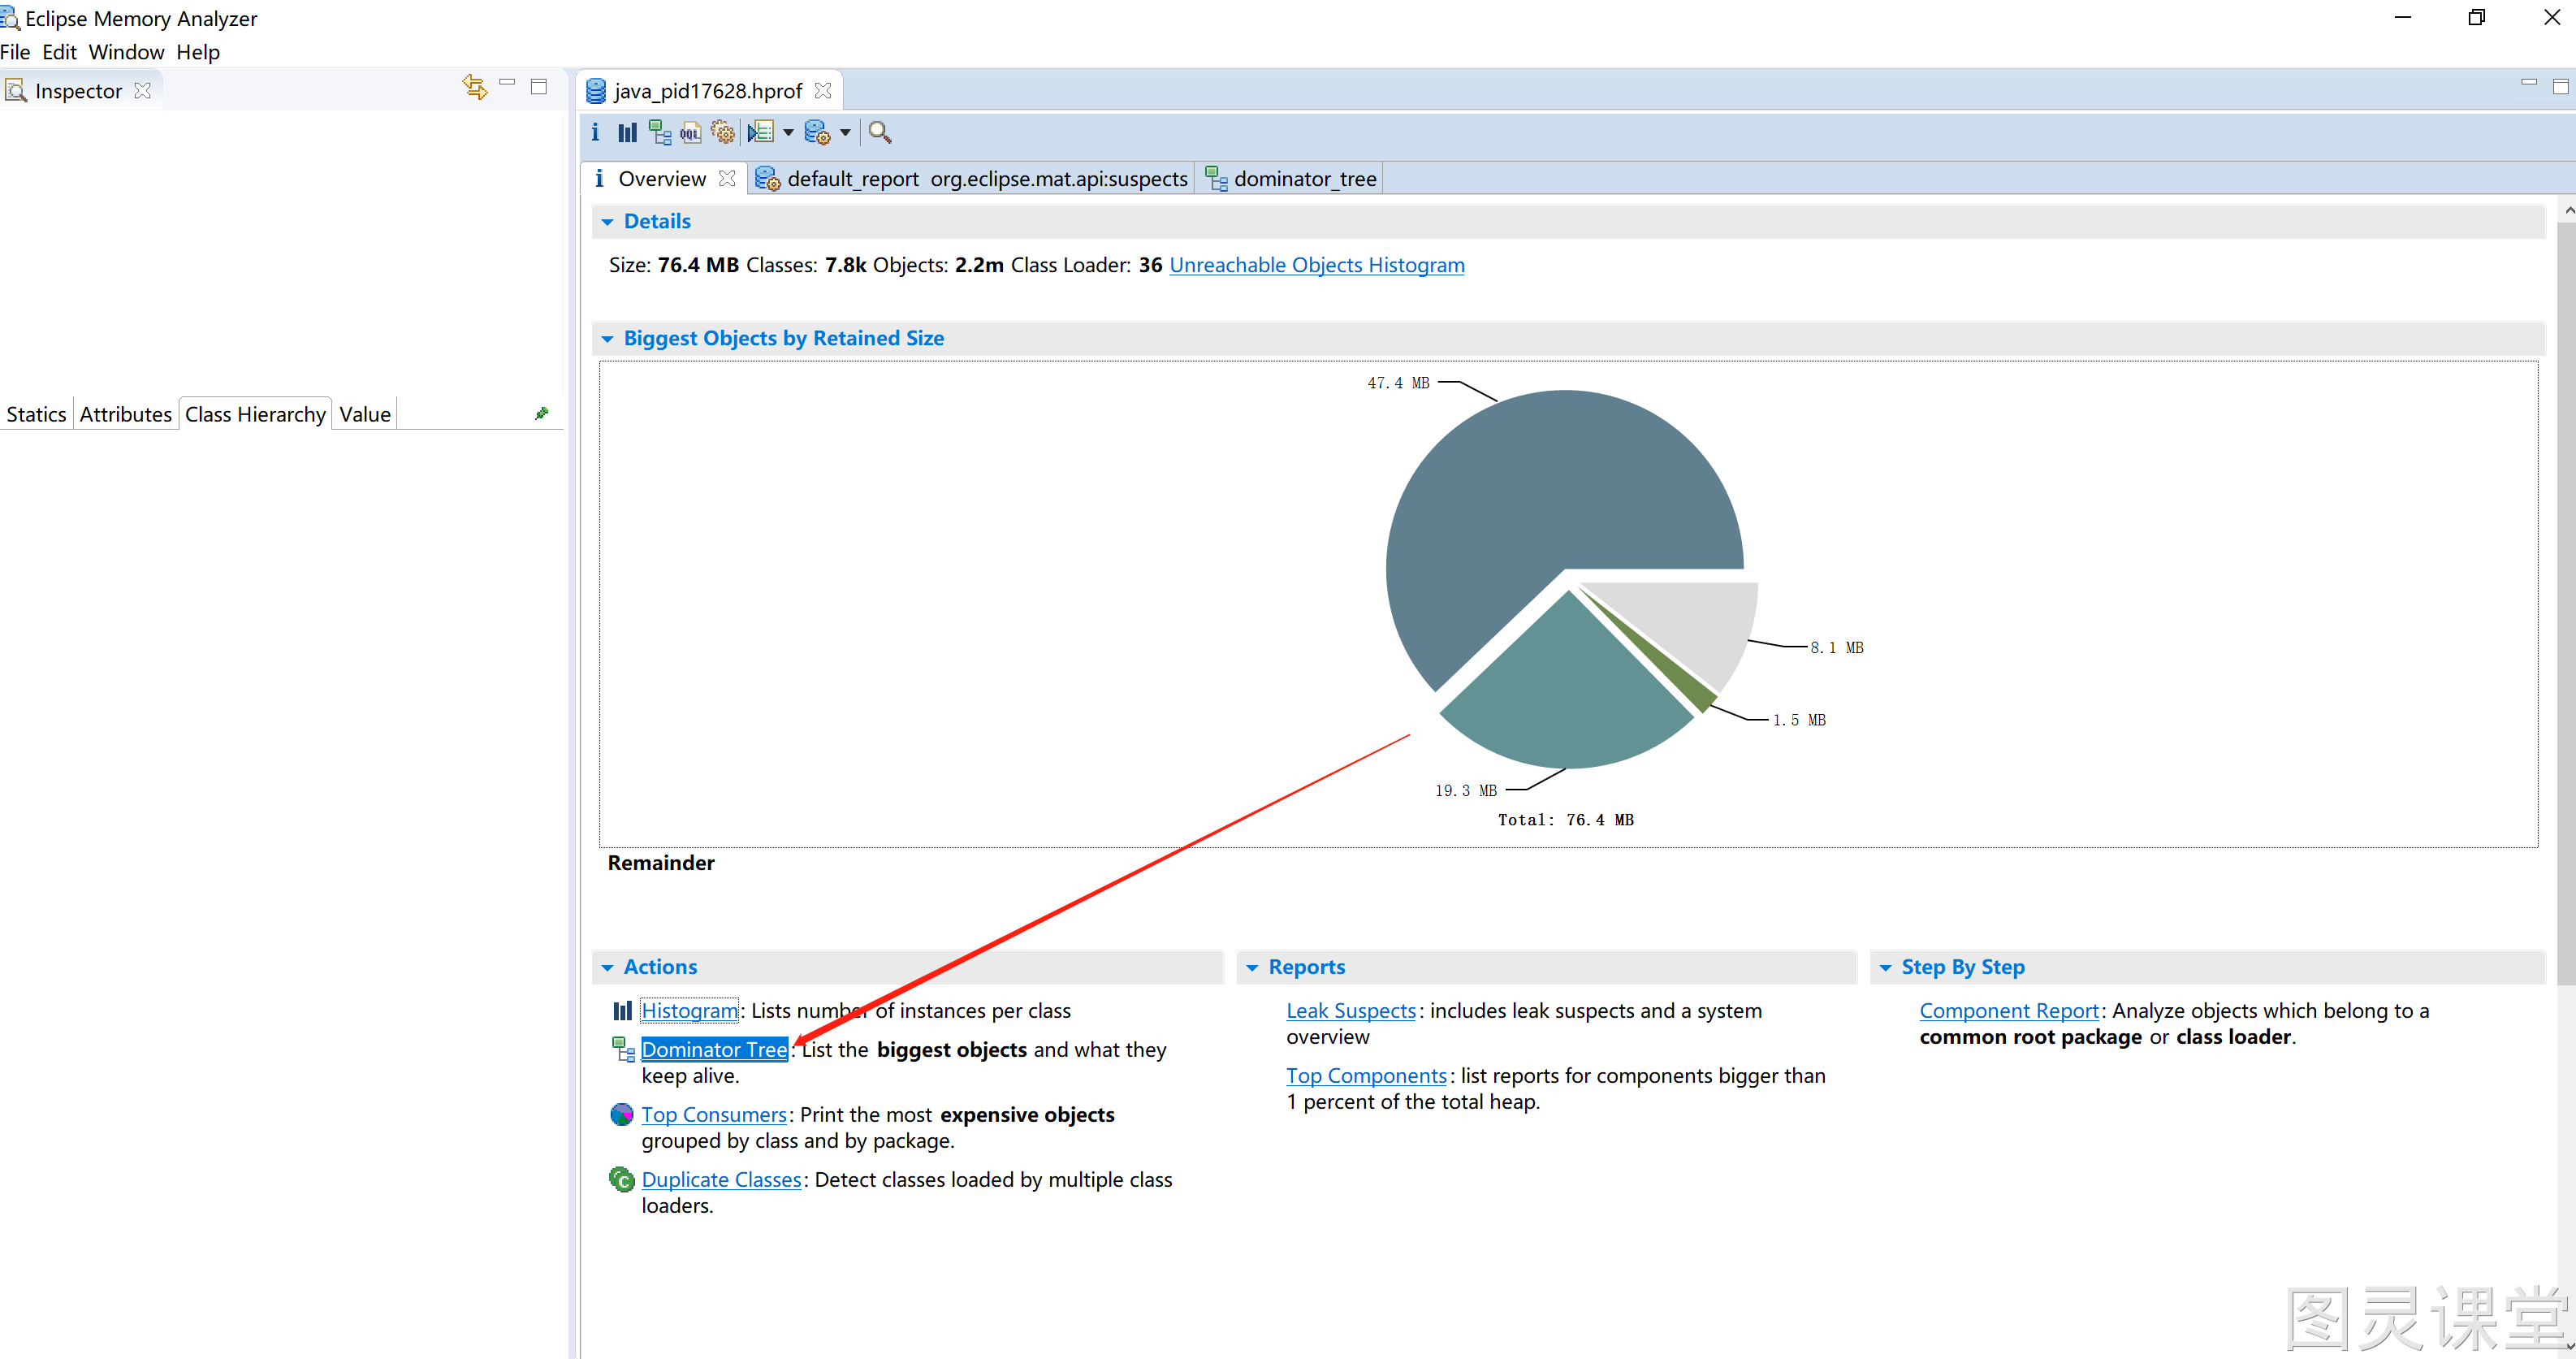 Eclipse Memory Analyzer
File Edit Window Help
Inspector
Statics Attributes Class Hierarchy Value
java_pid17628.hprof
i OQL
i Overview default_report org.eclipse.mat.api:suspects dominator_tree
Details
Size: 76.4 MB Classes: 7.8k Objects: 2.2m Class Loader: 36 Unreachable Objects Histogram
Biggest Objects by Retained Size
47.4 MB
8.1 MB
1.5 MB
19.3 MB
Total: 76.4 MB
Remainder
Actions
Histogram: Lists number of instances per class
Dominator Tree: List the biggest objects and what they
keep alive.
Top Consumers: Print the most expensive objects
grouped by class and by package.
Duplicate Classes: Detect classes loaded by multiple class
loaders.
Reports
Leak Suspects: includes leak suspects and a system
overview
Top Components: list reports for components bigger than
1 percent of the total heap.
Step By Step
Component Report: Analyze objects which belong to a
common root package or class loader.
图灵课堂